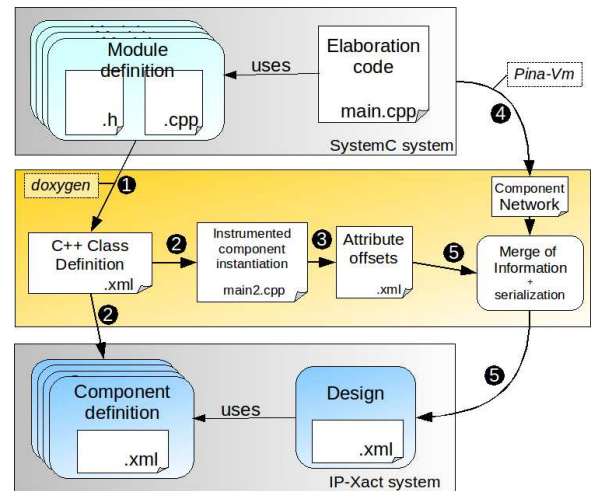 Module
definition
.h
.cpp
uses
Elaboration
code
main.cpp
SystemC system
Pina-Vm
4
doxygen
1
Component
Network
C++ Class
Definition
.xml
2
Instrumented
component
instantiation
main2.cpp
3
Attribute
offsets
.xml
5
Merge of
Information
+
serialization
2
5
Component
definition
.xml
uses
Design
.xml
IP-Xact system